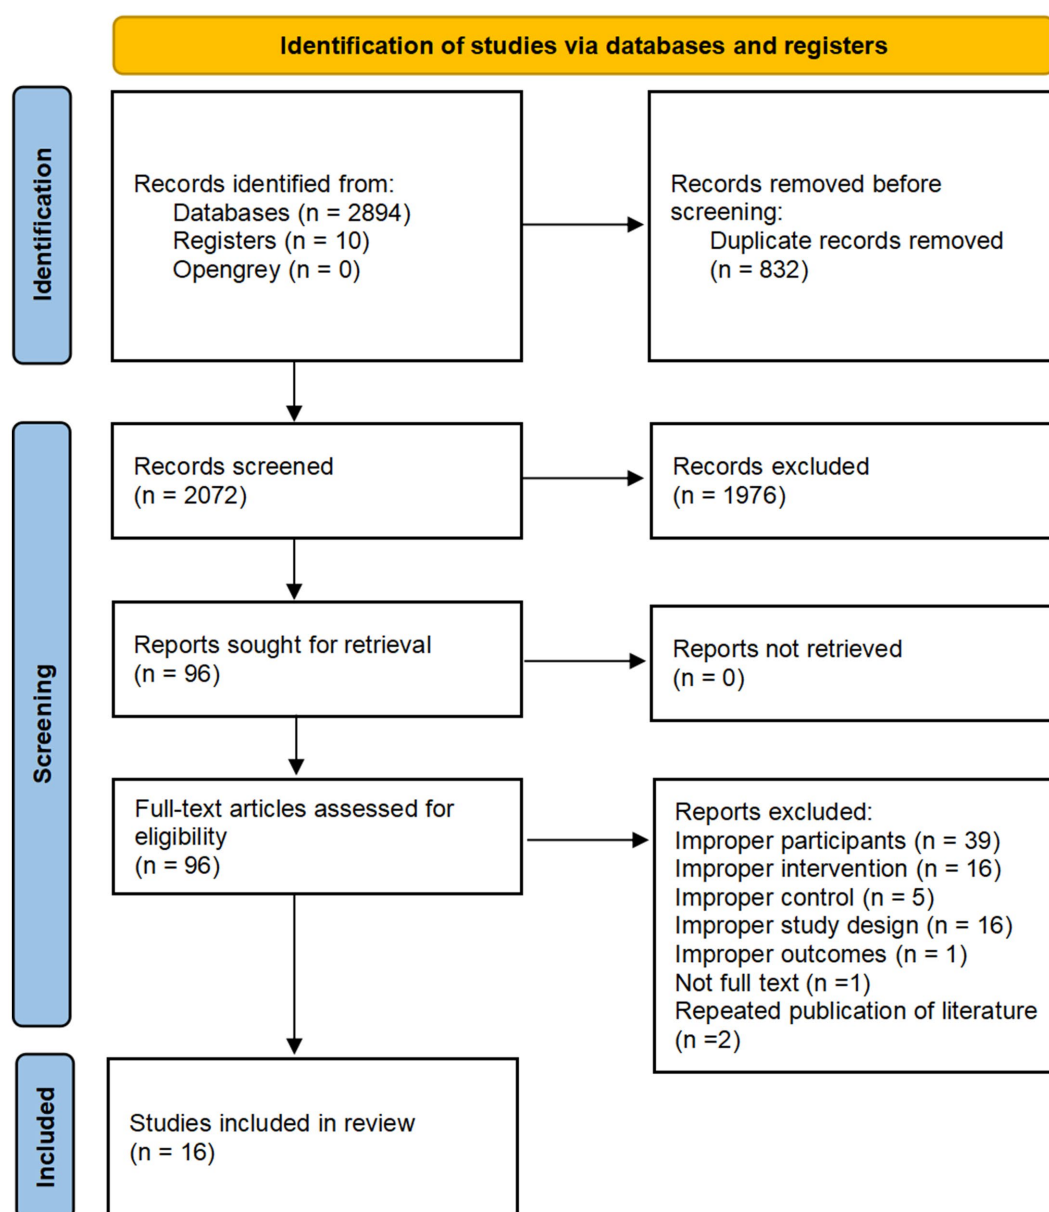 Identification of studies via databases and registers
Identification
Records identified from:
Databases (n = 2894)
Registers (n = 10)
Opengrey (n = 0)
Records removed before
screening:
Duplicate records removed
(n = 832)
Screening
Records screened
(n = 2072)
Records excluded
(n = 1976)
Reports sought for retrieval
(n = 96)
Reports not retrieved
(n = 0)
Full-text articles assessed for
eligibility
(n = 96)
Reports excluded:
Improper participants (n = 39)
Improper intervention (n = 16)
Improper control (n = 5)
Improper study design (n = 16)
Improper outcomes (n = 1)
Not full text (n =1)
Repeated publication of literature
(n =2)
Included
Studies included in review
(n = 16)